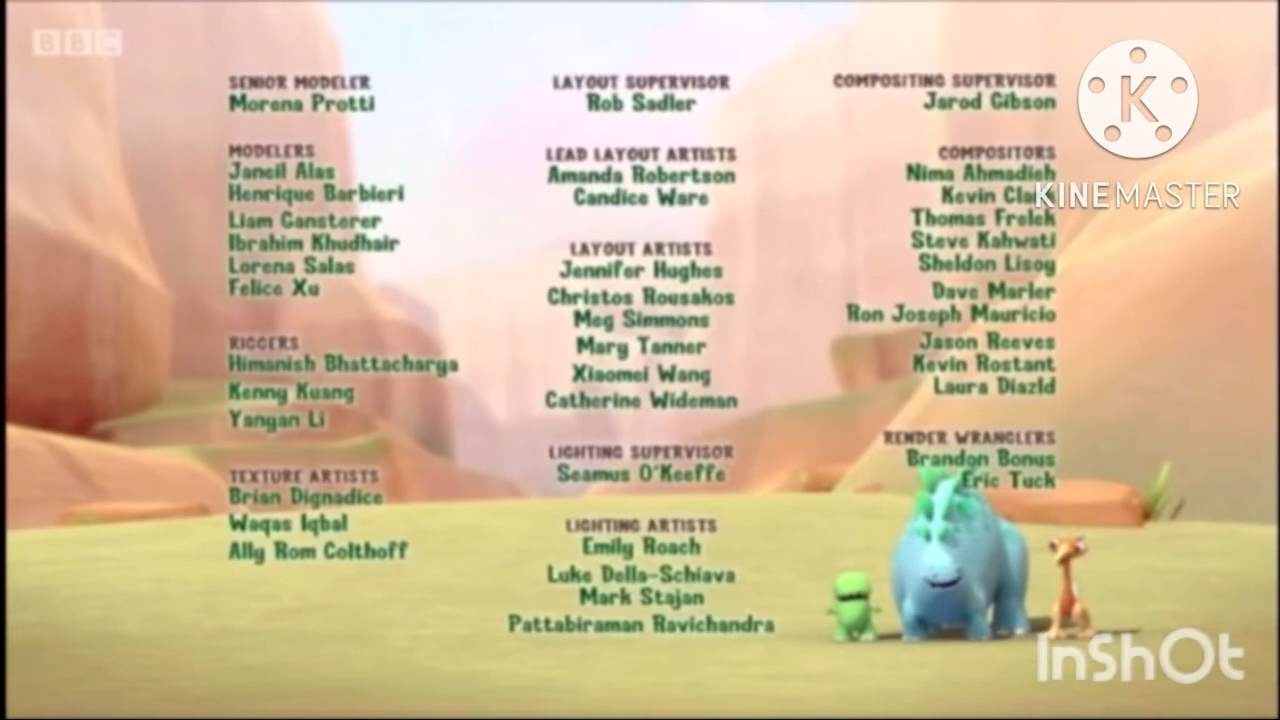 BBC
SENIOR MODELER
Morena Protti
MODELERS
Janeil Alas
Henrique Barbieri
Liam Gansterer
Ibrahim Khudhair
Lorena Salas
Felice Xu
RIGGERS
Himanish Bhattacharya
Kenny Kuang
Yangan Li
TEXTURE ARTISTS
Brian Dignadice
Waqas Iqbal
Ally Rom Colthoff
LAYOUT SUPERVISOR
Rob Sadler
LEAD LAYOUT ARTISTS
Amanda Robertson
Candice Ware
LAYOUT ARTISTS
Jennifer Hughes
Christos Rousakos
Meg Simmons
Mary Tanner
Xiaomei Wang
Catherine Wideman
LIGHTING SUPERVISOR
Seamus O'Keeffe
LIGHTING ARTISTS
Emily Roach
Luke Della-Schiava
Mark Stajan
Pattabiraman Ravichandra
COMPOSITING SUPERVISOR
Jarod Gibson
COMPOSITORS
Nima Ahmadieh
Kevin
Thomas Frelek
Steve Kahwati
Sheldon Lisoy
Dave Marler
Ron Joseph Mauricio
Jason Reeves
Kevin Rostant
Laura Diazld
RENDER WRANGLERS
Brandon Bonus
Eric Tuck
K
KINEMASTER
InShOt